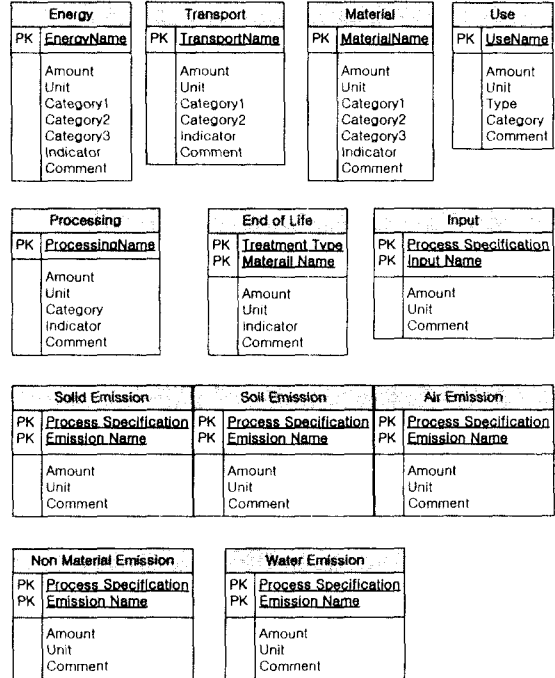 Energy
PK EnergyName
Amount
Unit
Category1
Category2
Category3
Indicator
Comment
Transport
PK TransportName
Amount
Unit
Category1
Category2
Indicator
Comment
Material
PK MaterialName
Amount
Unit
Category1
Category2
Category3
Indicator
Comment
Use
PK UseName
Amount
Unit
Type
Category
Comment
Processing
PK ProcessingName
Amount
Unit
Category
Indicator
Comment
End of Life
PK Treatment Type
PK Materail Name
Amount
Unit
Indicator
Comment
Input
PK Process Specification
PK Input Name
Amount
Unit
Comment
Solid Emission
PK Process Specification
PK Emission Name
Amount
Unit
Comment
Soil Emission
PK Process Specification
PK Emission Name
Amount
Unit
Comment
Air Emission
PK Process Specification
PK Emission Name
Amount
Unit
Comment
Non Material Emission
PK Process Specification
PK Emission Name
Amount
Unit
Comment
Water Emission
PK Process Specification
PK Emission Name
Amount
Unit
Comment